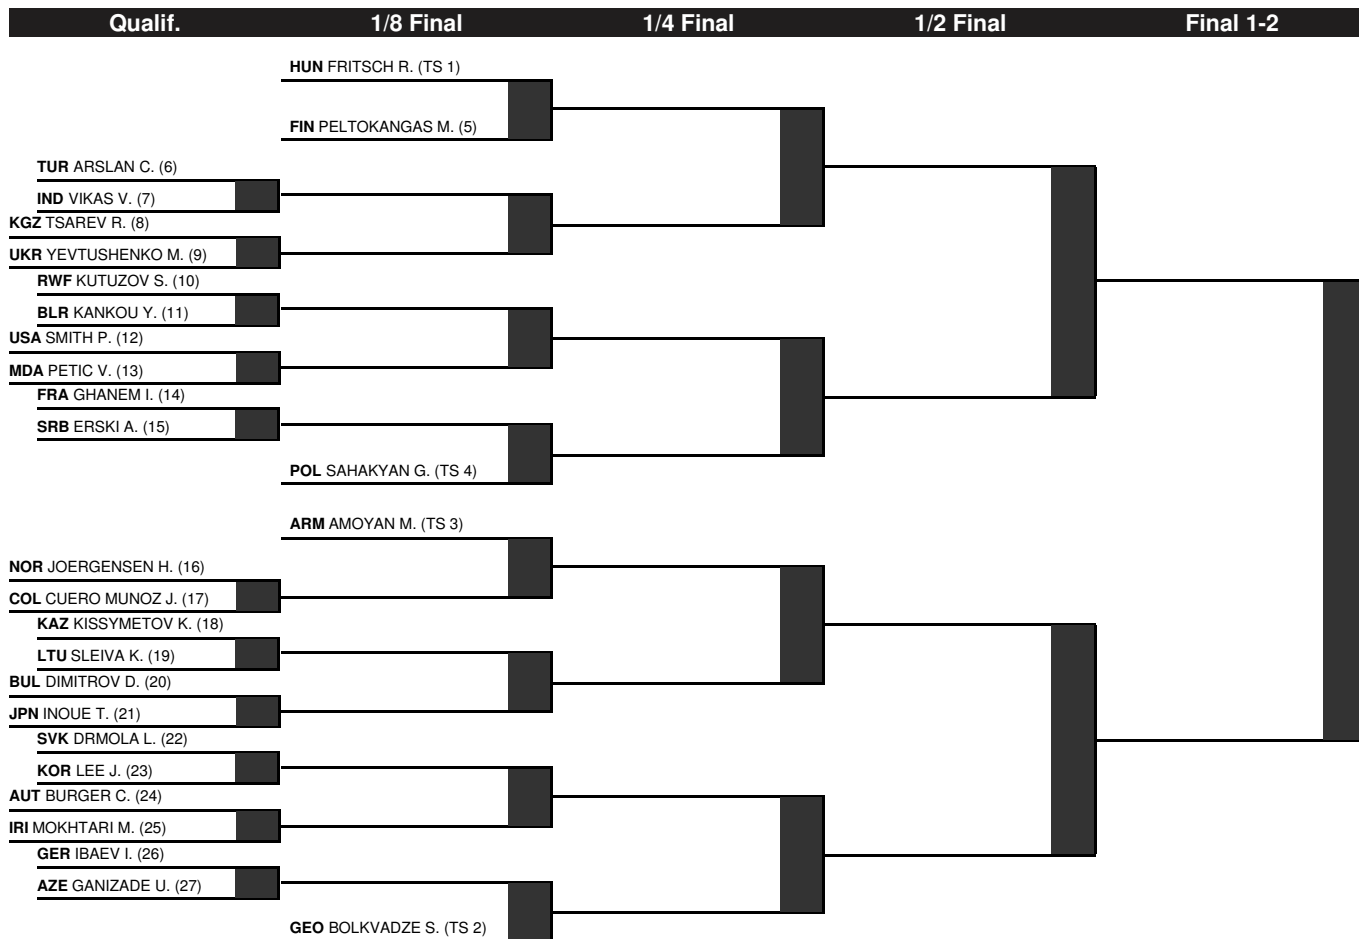 Qualif. 1/8 Final 1/4 Final 1/2 Final Final 1-2
HUN FRITSCH R. (TS 1)
FIN PELTOKANGAS M. (5)
TUR ARSLAN C. (6)
IND VIKAS V. (7)
KGZ TSAREV R. (8)
UKR YEVTUSHENKO M. (9)
RWF KUTUZOV S. (10)
BLR KANKOU Y. (11)
USA SMITH P. (12)
MDA PETIC V. (13)
FRA GHANEM I. (14)
SRB ERSKI A. (15)
POL SAHAKYAN G. (TS 4)
ARM AMOYAN M. (TS 3)
NOR JOERGENSEN H. (16)
COL CUERO MUNOZ J. (17)
KAZ KISSYMETOV K. (18)
LTU SLEIVA K. (19)
BUL DIMITROV D. (20)
JPN INOUE T. (21)
SVK DRMOLA L. (22)
KOR LEE J. (23)
AUT BURGER C. (24)
IRI MOKHTARI M. (25)
GER IBAEV I. (26)
AZE GANIZADE U. (27)
GEO BOLKVADZE S. (TS 2)